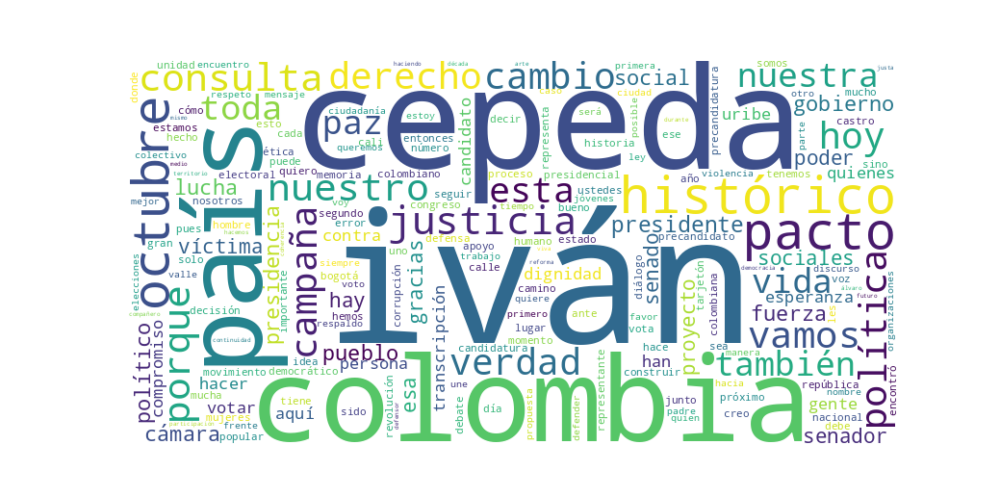 unidad encuentro
haciendo década arte primera somos justa
consulta derecho cambio social nuestra
donde respeto mensaje caso ciudad otro mucho
octubre cómo toda ciudadanía cepeda gobierno
estamos esto paz estoy decir será posible durante precandidatura uribe parte castro hoy
mismo hecho cada cali entonces candidato representa historia ese poder
colectivo ética queremos número ley sino
medio puede memoria colombiano proceso presidencial violencia tenemos quienes
territorio electoral quiero
país lucha nuestro seguir esta ustedes jóvenes año histórico
mejor nosotros voy congreso tiempo bueno
pues hombre segundo justicia presidente pacto
hacemos error
gran víctima presidencia campaña contra defensa humano estado precandidato sociales
solo uno apoyo iván senado diálogo democracia discurso
elecciones valle siempre trabajo viva dignidad tarjetón voz
bogotá calle reforma camino vida álvaro
decisión importante voto corrupción gracias quiere esperanza futuro organizaciones
compañero hay hemos primero ante favor proyecto colombiana fuerza les
político compromiso porque continuidad respaldo lugar vota vamos política
idea pueblo momento sea
movimiento democrático persona transcripción candidatura verdad hace han manera también encontró
hacer une construir hacia república
mucha tiene colombia junto próximo nombre
votar aquí sido esa debate día propuesta defender representante padre creo gente
mujeres revolución defensor quien nacional debe
participación frente
cámara popular senador